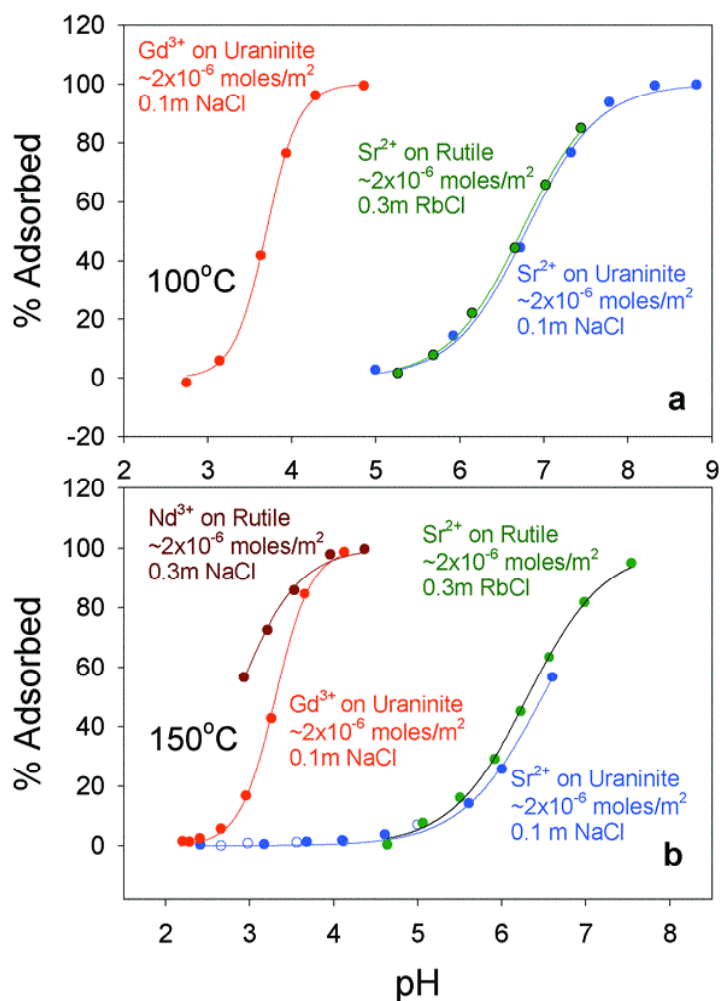 120
100
80
60
40
20
0
-20
% Adsorbed
Gd³⁺ on Uraninite
~2x10⁻⁶ moles/m²
0.1m NaCl
Sr²⁺ on Rutile
~2x10⁻⁶ moles/m²
0.3m RbCl
100°C
Sr²⁺ on Uraninite
~2x10⁻⁶ moles/m²
0.1m NaCl
a
2 3 4 5 6 7 8 9
120
100
80
60
40
20
0
% Adsorbed
Nd³⁺ on Rutile
~2x10⁻⁶ moles/m²
0.3m NaCl
Sr²⁺ on Rutile
~2x10⁻⁶ moles/m²
0.3m RbCl
150°C
Gd³⁺ on Uraninite
~2x10⁻⁶ moles/m²
0.1m NaCl
Sr²⁺ on Uraninite
~2x10⁻⁶ moles/m²
0.1 m NaCl
b
2 3 4 5 6 7 8
pH